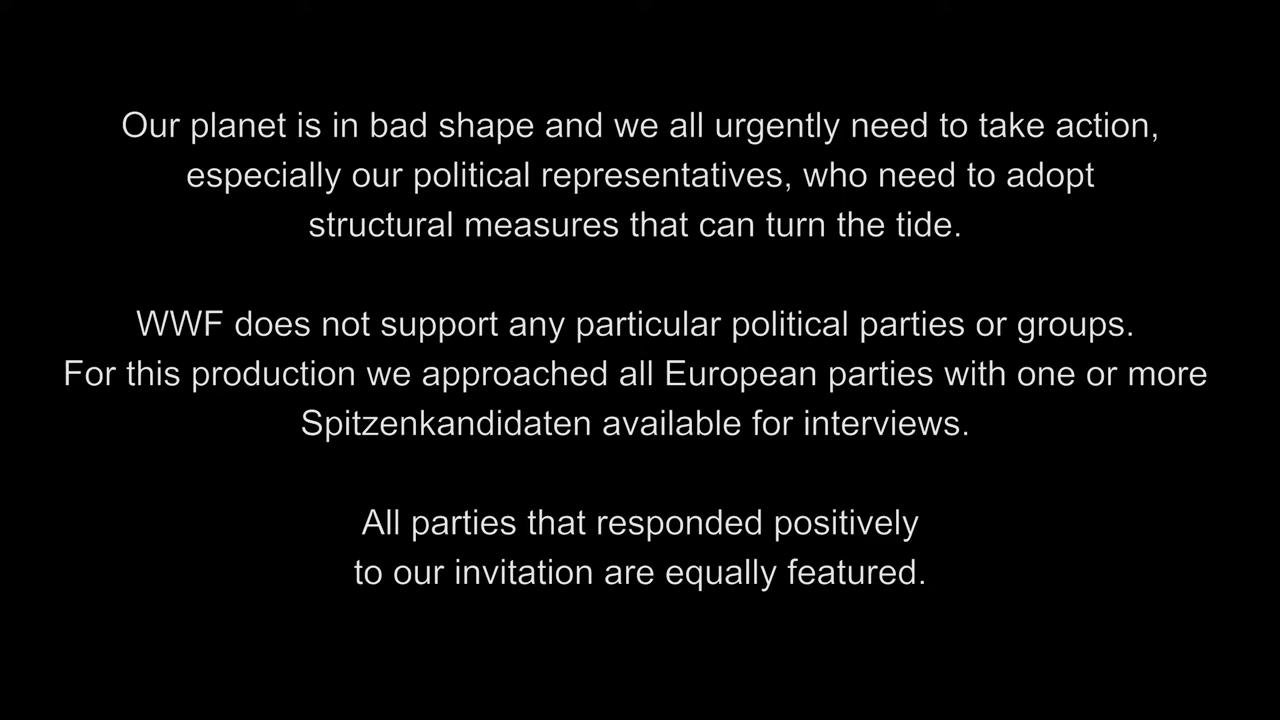 Our planet is in bad shape and we all urgently need to take action,
especially our political representatives, who need to adopt
structural measures that can turn the tide.
WWF does not support any particular political parties or groups.
For this production we approached all European parties with one or more
Spitzenkandidaten available for interviews.
All parties that responded positively
to our invitation are equally featured.